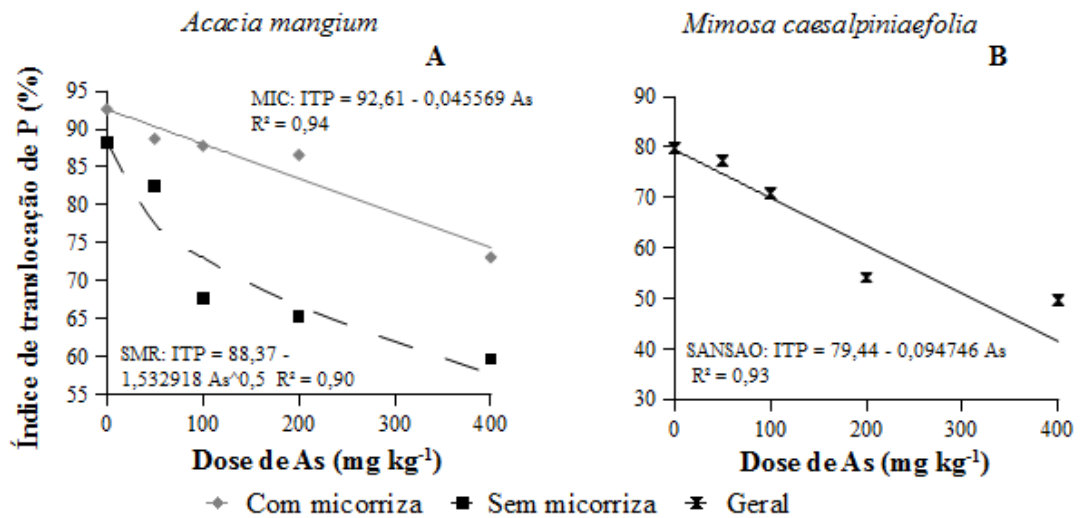 Acacia mangium
Mimosa caesalpiniaefolia
A
B
Índice de translocação de P (%)
95
90
85
80
75
70
65
60
55
MIC: ITP = 92,61 - 0,045569 As
R² = 0,94
SMR: ITP = 88,37 -
1,532918 As^0,5 R² = 0,90
0 100 200 300 400
Dose de As (mg kg⁻¹)
90
80
70
60
50
40
30
SANSAO: ITP = 79,44 - 0,094746 As
R² = 0,93
0 100 200 300 400
Dose de As (mg kg⁻¹)
Com micorriza Sem micorriza Geral